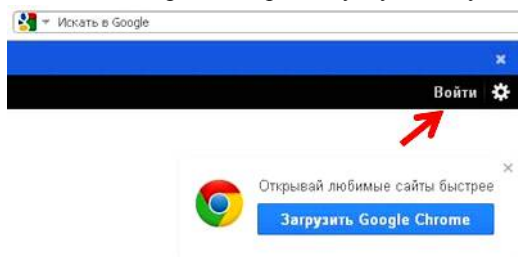 Искать в Google
Войти
Открывай любимые сайты быстрее
Загрузить Google Chrome